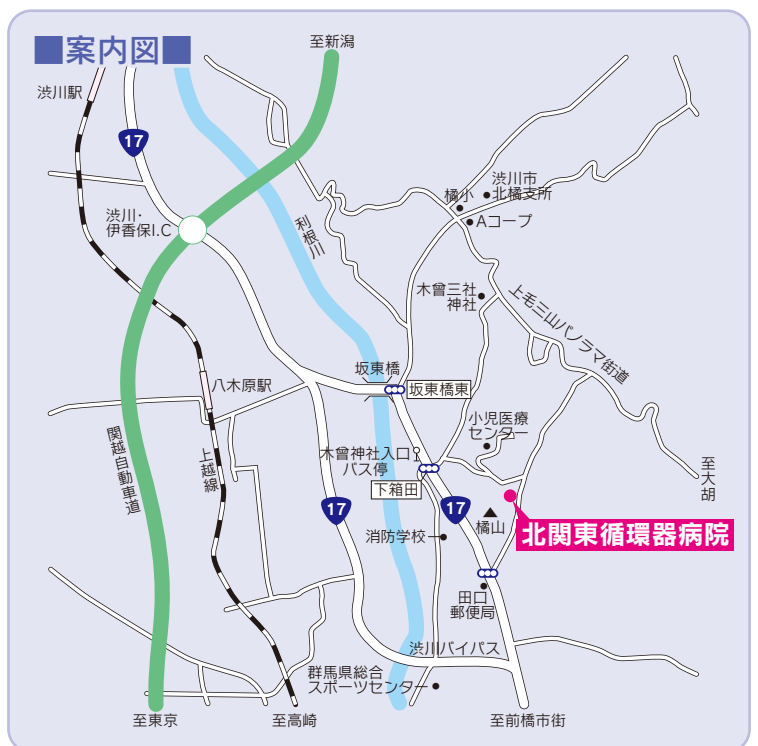 ■案内図■
至新潟
渋川駅
17
渋川市
北橘支所
橘小
Aコープ
渋川・
伊香保I.C
利根川
木曾三社
神社
上毛三山パノラマ街道
坂東橋
坂東橋東
八木原駅
小児医療
センター
関越自動車道
上越線
木曾神社入口
バス停
下箱田
至大胡
17
17
橘山
北関東循環器病院
消防学校
田口
郵便局
渋川バイパス
群馬県総合
スポーツセンター
至東京
至高崎
至前橋市街